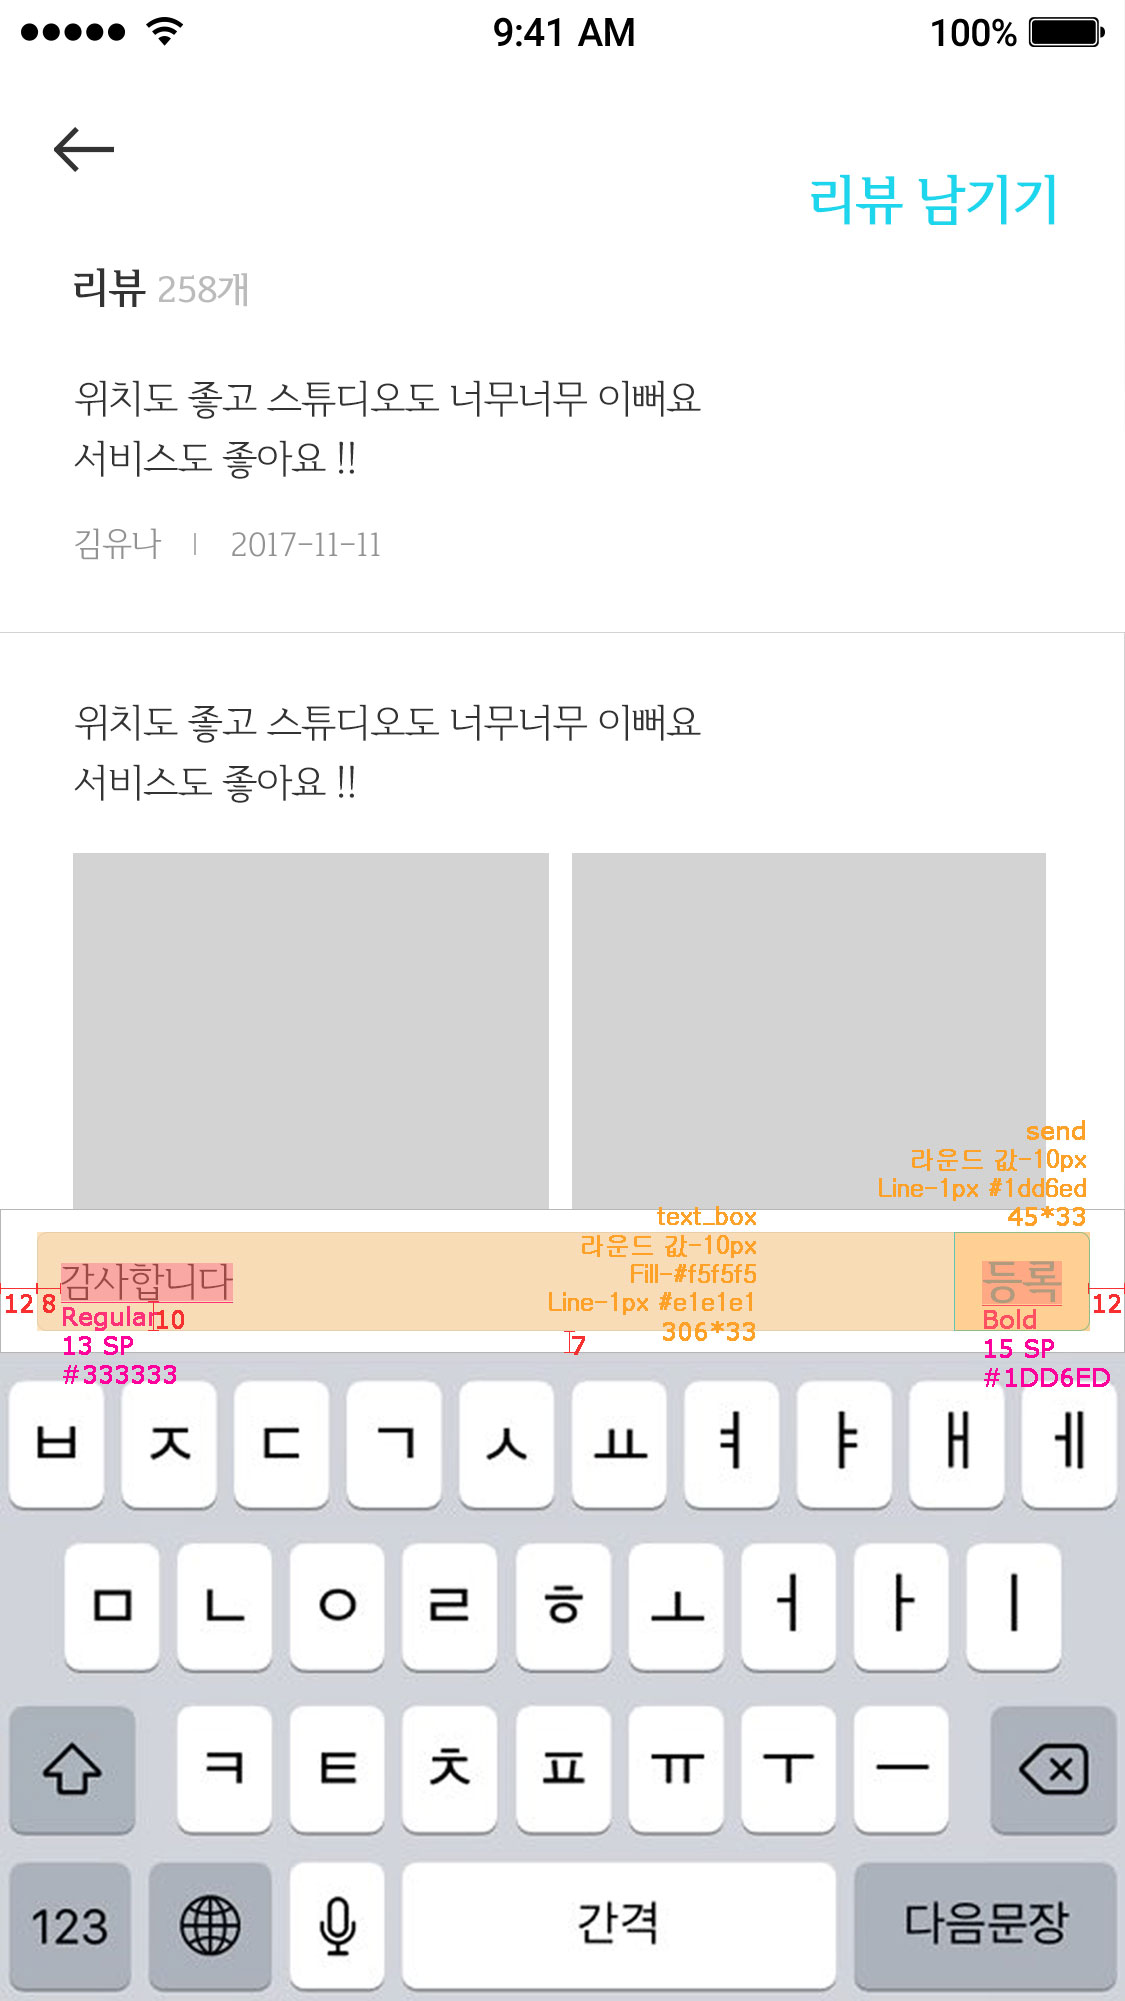 9:41 AM
100%
리뷰 남기기
리뷰 258개
위치도 좋고 스튜디오도 너무너무 이뻐요
서비스도 좋아요 !!
김유나 | 2017-11-11
위치도 좋고 스튜디오도 너무너무 이뻐요
서비스도 좋아요 !!
send
라운드 값-10px
Line-1px #1dd6ed
45*33
text_box
라운드 값-10px
Fill-#f5f5f5
Line-1px #e1e1e1
306*33
감사합니다
등록
12
8
12
Regular
10
13 SP
#333333
7
Bold
15 SP
#1DD6ED
ㅂ ㅈ ㄷ ㄱ ㅅ ㅛ ㅕ ㅑ ㅐ ㅔ
ㅁ ㄴ ㅇ ㄹ ㅎ ㅗ ㅓ ㅏ ㅣ
ㅋ ㅌ ㅊ ㅍ ㅠ ㅜ ㅡ
123
간격
다음문장